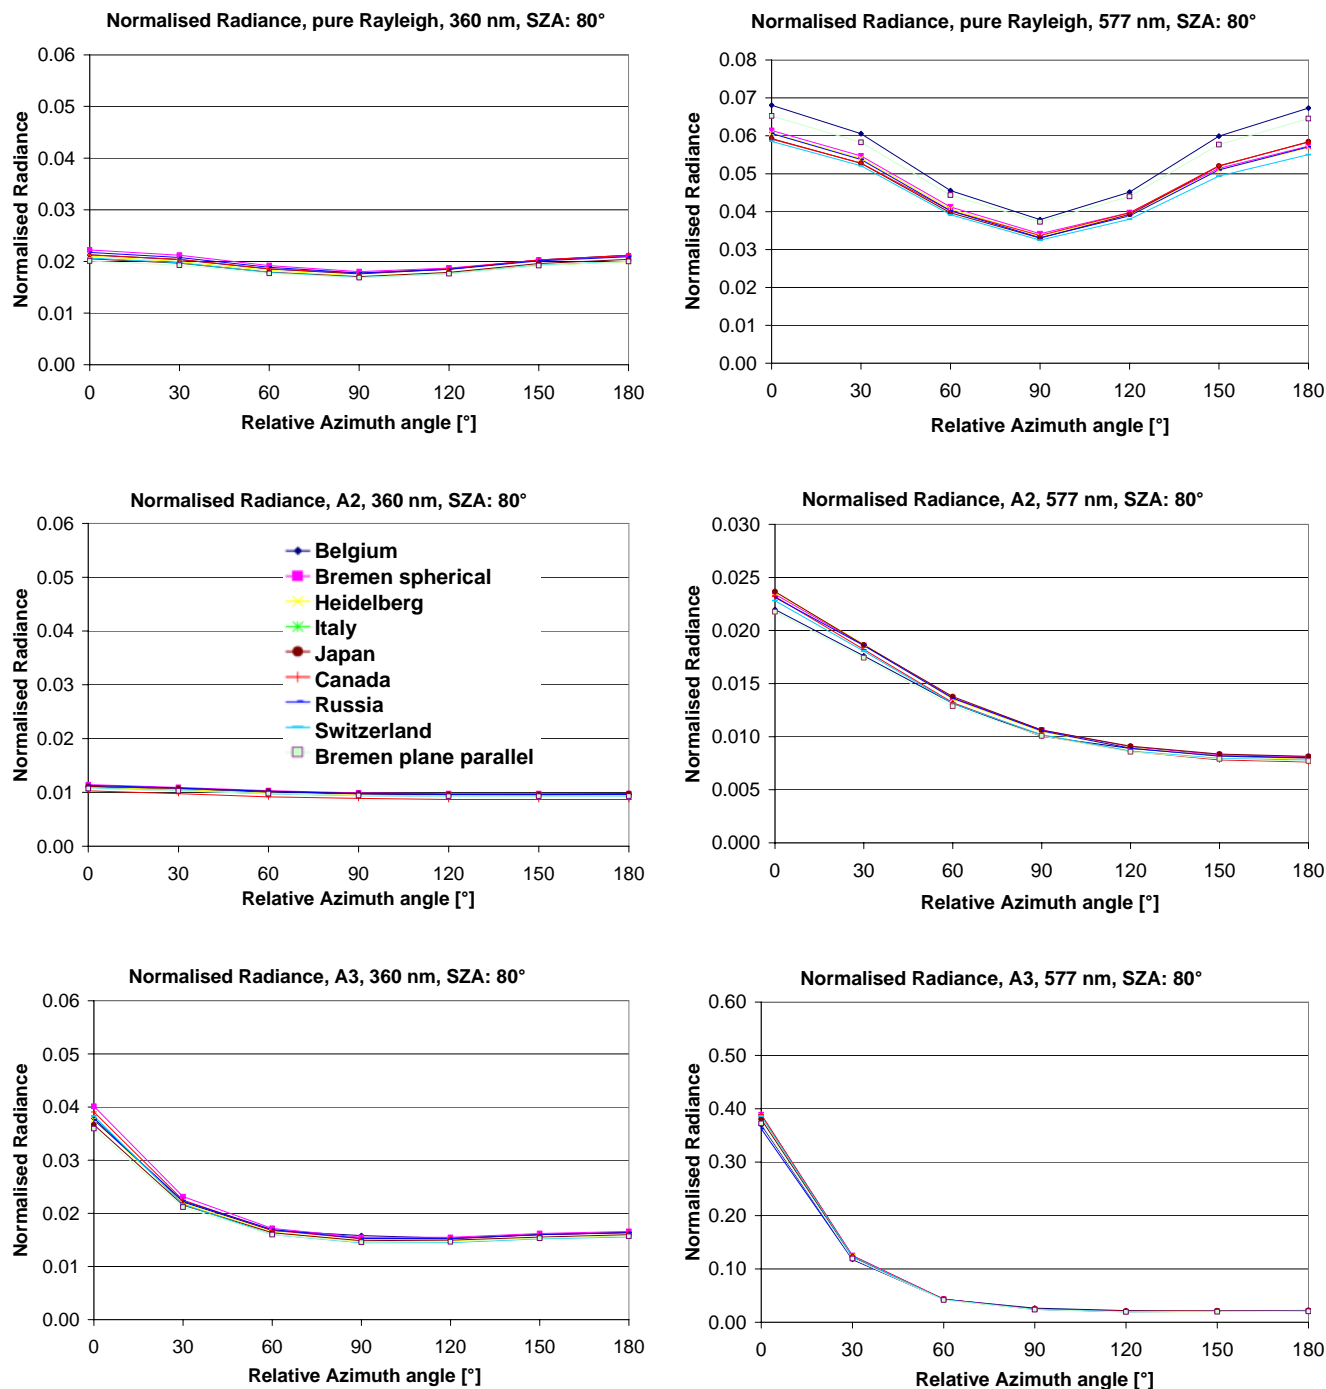 Normalised Radiance, pure Rayleigh, 360 nm, SZA: 80°
Normalised Radiance
0.06
0.05
0.04
0.03
0.02
0.01
0.00
0 30 60 90 120 150 180
Relative Azimuth angle [°]
Normalised Radiance, pure Rayleigh, 577 nm, SZA: 80°
Normalised Radiance
0.08
0.07
0.06
0.05
0.04
0.03
0.02
0.01
0.00
0 30 60 90 120 150 180
Relative Azimuth angle [°]
Normalised Radiance, A2, 360 nm, SZA: 80°
Normalised Radiance
0.06
0.05
0.04
0.03
0.02
0.01
0.00
Belgium
Bremen spherical
Heidelberg
Italy
Japan
Canada
Russia
Switzerland
Bremen plane parallel
0 30 60 90 120 150 180
Relative Azimuth angle [°]
Normalised Radiance, A2, 577 nm, SZA: 80°
Normalised Radiance
0.030
0.025
0.020
0.015
0.010
0.005
0.000
0 30 60 90 120 150 180
Relative Azimuth angle [°]
Normalised Radiance, A3, 360 nm, SZA: 80°
Normalised Radiance
0.06
0.05
0.04
0.03
0.02
0.01
0.00
0 30 60 90 120 150 180
Relative Azimuth angle [°]
Normalised Radiance, A3, 577 nm, SZA: 80°
Normalised Radiance
0.60
0.50
0.40
0.30
0.20
0.10
0.00
0 30 60 90 120 150 180
Relative Azimuth angle [°]